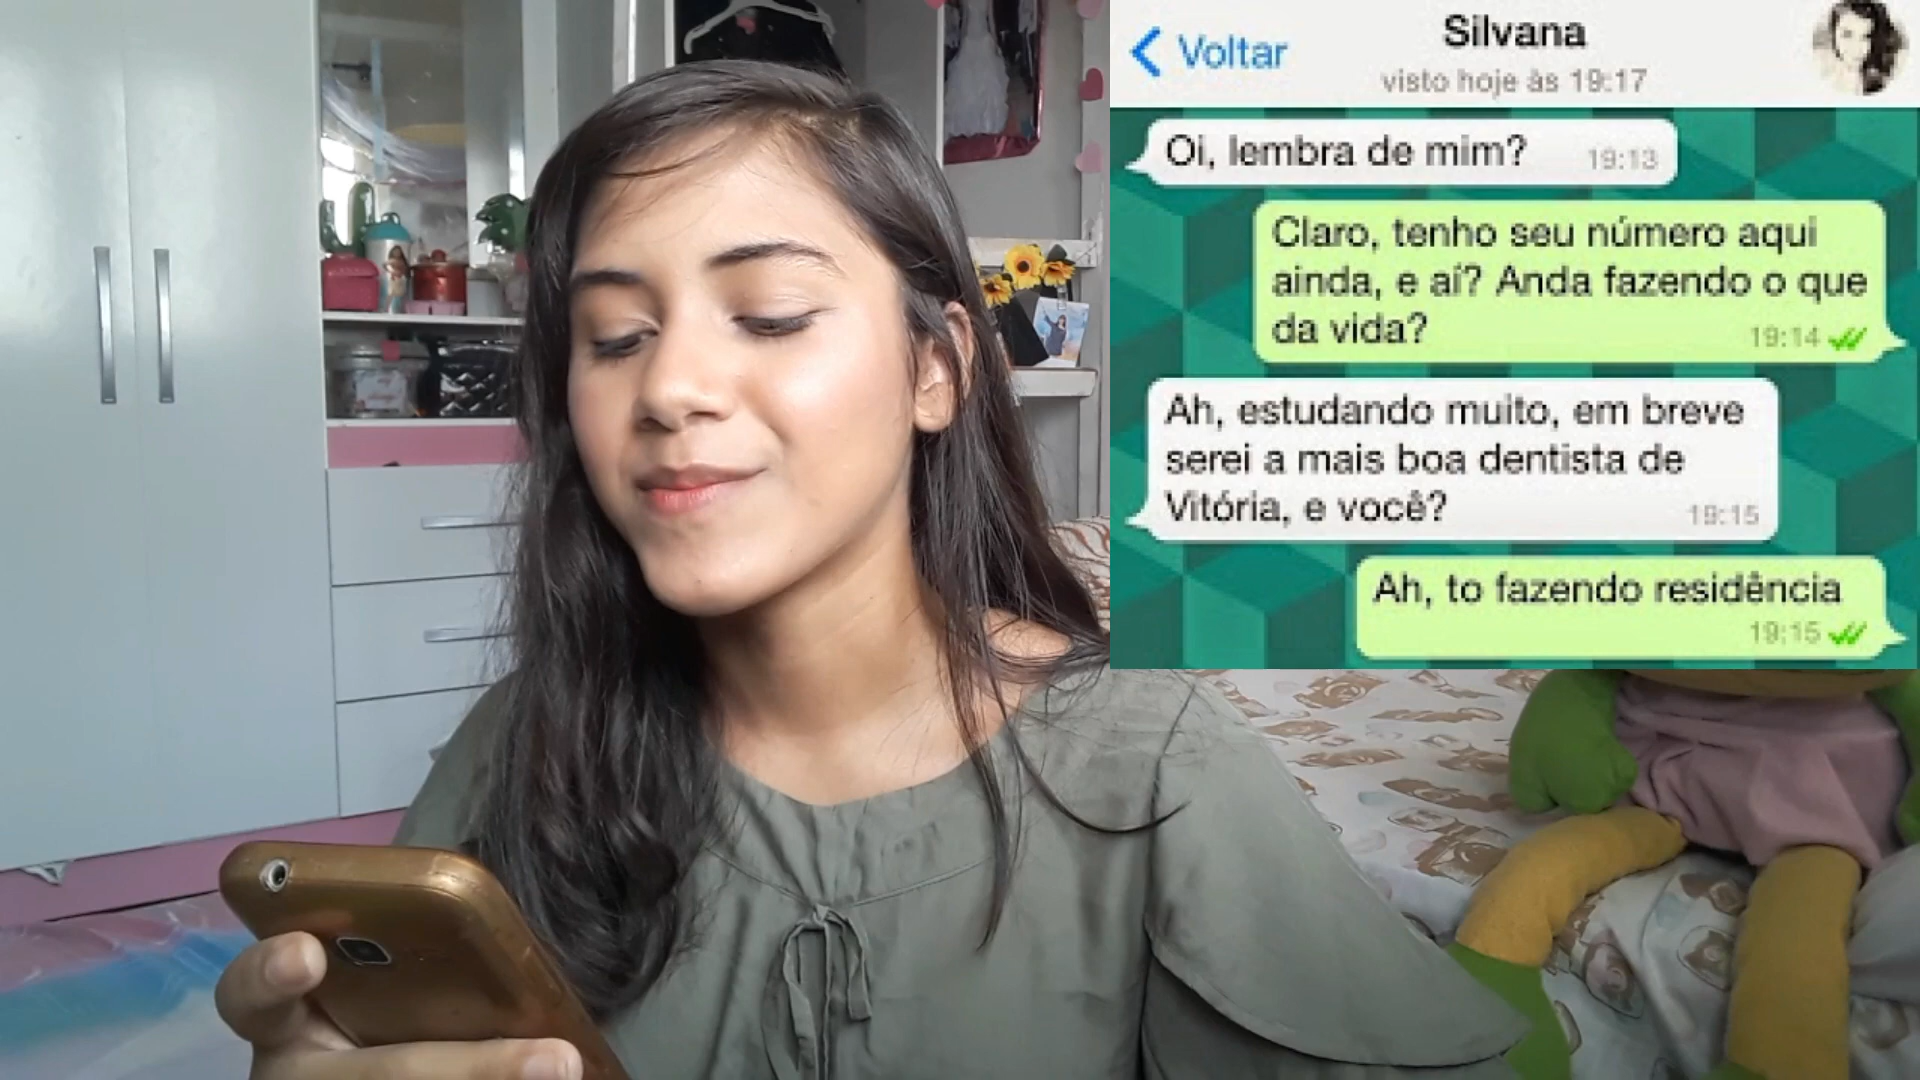 Voltar
Silvana
visto hoje às 19:17
Oi, lembra de mim? 19:13
Claro, tenho seu número aqui
ainda, e aí? Anda fazendo o que
da vida? 19:14
Ah, estudando muito, em breve
serei a mais boa dentista de
Vitória, e você? 19:15
Ah, to fazendo residência
19:15